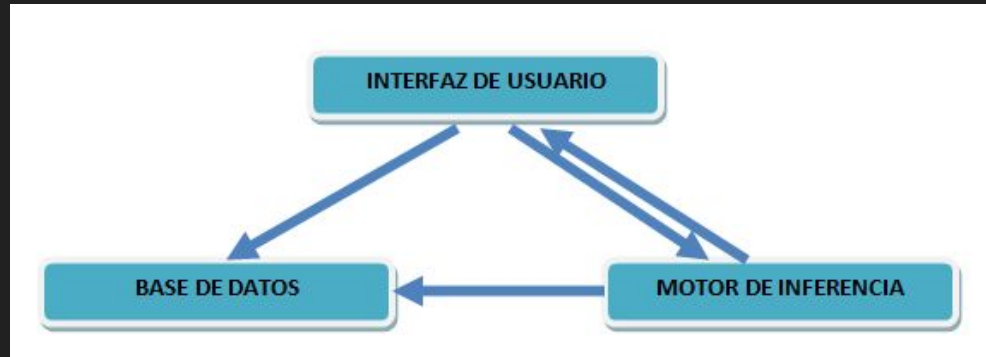 INTERFAZ DE USUARIO
BASE DE DATOS
MOTOR DE INFERENCIA